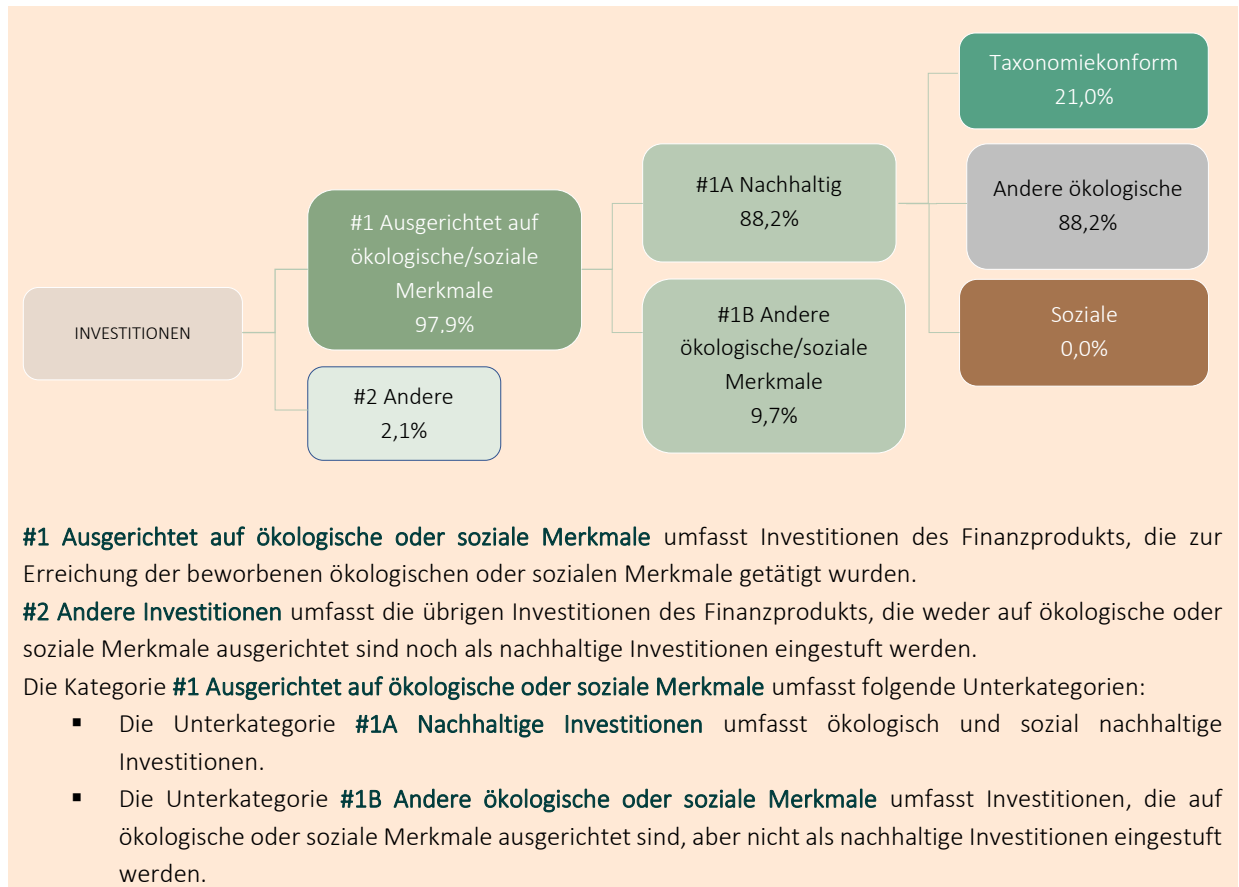 INVESTITIONEN
#1 Ausgerichtet auf
ökologische/soziale
Merkmale
97.9%
#2 Andere
2,1%
#1A Nachhaltig
88,2%
#1B Andere
ökologische/soziale
Merkmale
9,7%
Taxonomiekonform
21,0%
Andere ökologische
88,2%
Soziale
0,0%
#1 Ausgerichtet auf ökologische oder soziale Merkmale umfasst Investitionen des Finanzprodukts, die zur
Erreichung der beworbenen ökologischen oder sozialen Merkmale getätigt wurden.
#2 Andere Investitionen umfasst die übrigen Investitionen des Finanzprodukts, die weder auf ökologische oder
soziale Merkmale ausgerichtet sind noch als nachhaltige Investitionen eingestuft werden.
Die Kategorie #1 Ausgerichtet auf ökologische oder soziale Merkmale umfasst folgende Unterkategorien:
▪ Die Unterkategorie #1A Nachhaltige Investitionen umfasst ökologisch und sozial nachhaltige
Investitionen.
▪ Die Unterkategorie #1B Andere ökologische oder soziale Merkmale umfasst Investitionen, die auf
ökologische oder soziale Merkmale ausgerichtet sind, aber nicht als nachhaltige Investitionen eingestuft
werden.